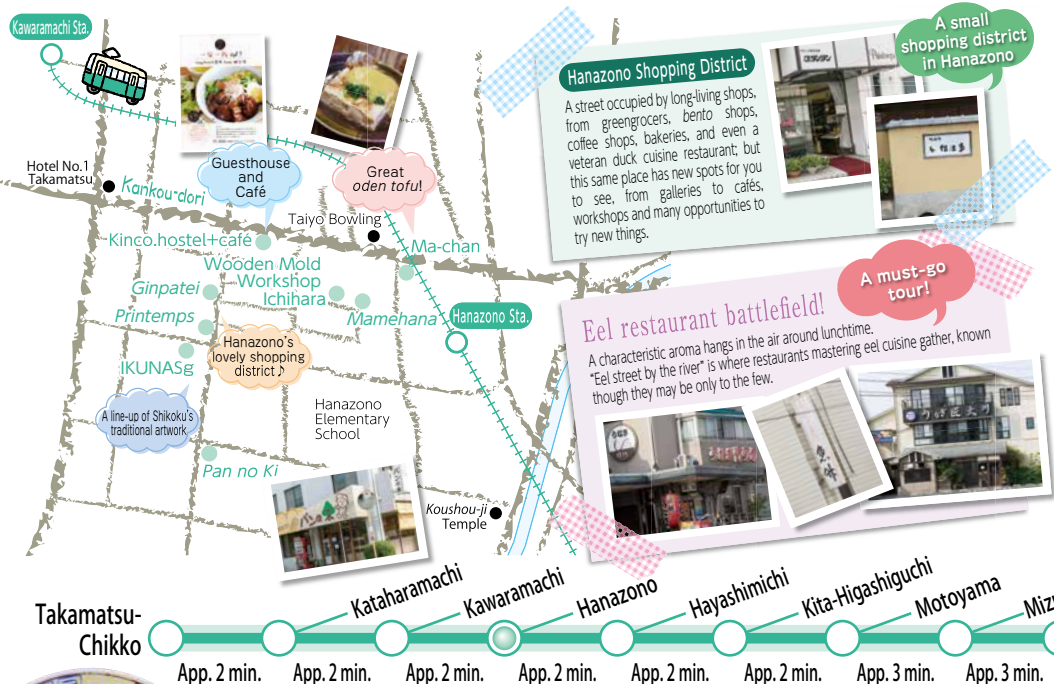 Kawaramachi Sta.
Hotel No.1
Takamatsu
Kankou-dori
Guesthouse
and
Café
Great
oden tofu!
Taiyo Bowling
Kinco.hostel+café
Ma-chan
Wooden Mold
Workshop
Ichihara
Ginpatei
Mamehana
Printemps
Hanazono Sta.
Hanazono's
lovely shopping
district♪
IKUNASg
A line-up of Shikoku's
traditional artwork
Hanazono
Elementary
School
Pan no Ki
Koushou-ji
Temple
A small
shopping district
in Hanazono
Hanazono Shopping District
A street occupied by long-living shops,
from greengrocers, bento shops,
coffee shops, bakeries, and even a
veteran duck cuisine restaurant; but
this same place has new spots for you
to see, from galleries to cafés,
workshops and many opportunities to
try new things.
A must-go
tour!
Eel restaurant battlefield!
A characteristic aroma hangs in the air around lunchtime.
“Eel street by the river” is where restaurants mastering eel cuisine gather, known
though they may be only to the few.
Takamatsu-
Chikko
Kataharamachi
Kawaramachi
Hanazono
Hayashimichi
Kita-Higashiguchi
Motoyama
App. 2 min.
App. 2 min.
App. 2 min.
App. 2 min.
App. 2 min.
App. 2 min.
App. 3 min.
App. 3 min.